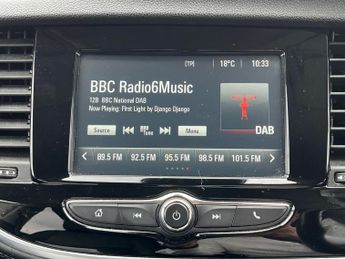 [TP] 18°C 10:33
BBC Radio6Music
12B BBC National DAB
Now Playing: First Light by Django Django
Source Menu
DAB
89.5 FM 92.5 FM 95.5 FM 98.5 FM 101.5 FM